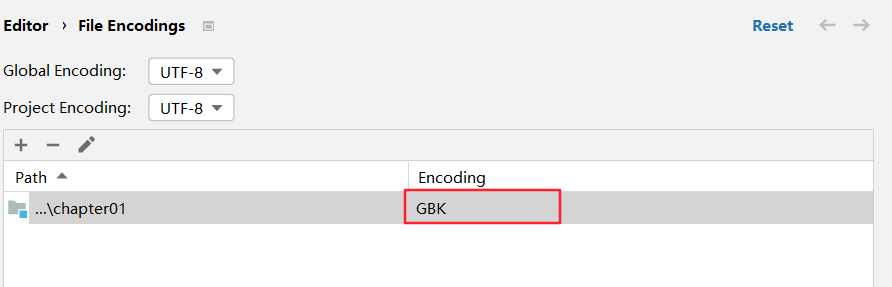 Editor › File Encodings Reset
Global Encoding: UTF-8
Project Encoding: UTF-8
Path Encoding
...\chapter01 GBK